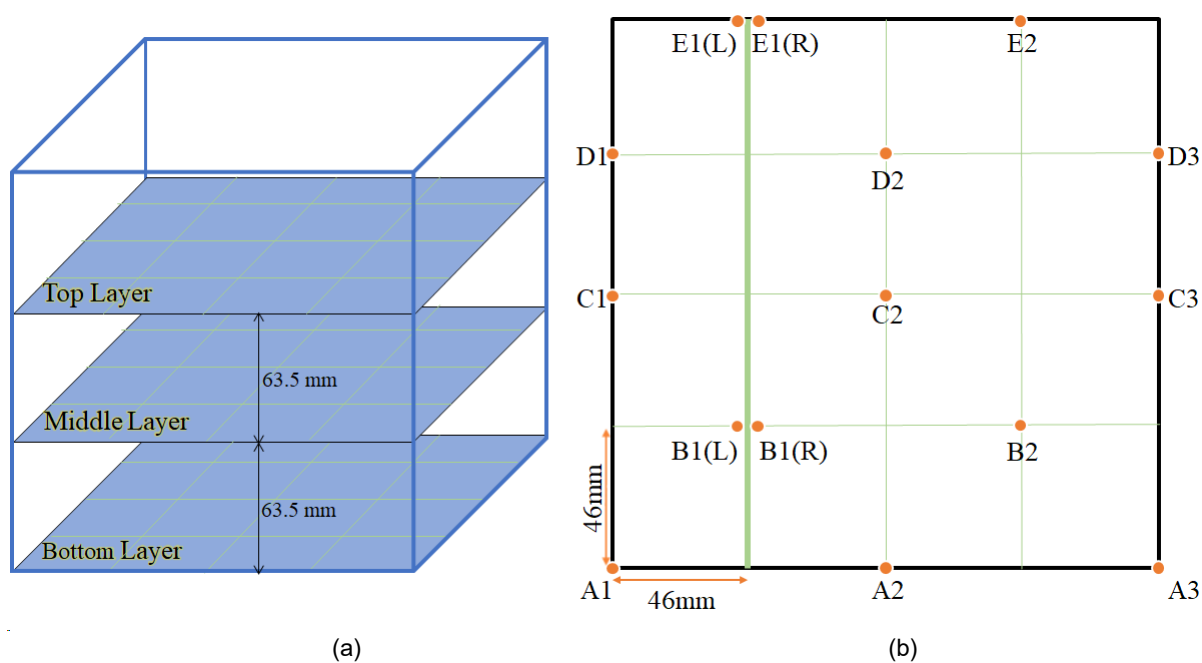 Top Layer
63.5 mm
Middle Layer
63.5 mm
Bottom Layer
(a)
E1(L) E1(R) E2
D1 D2 D3
C1 C2 C3
B1(L) B1(R) B2
46mm
A1 46mm A2 A3
(b)